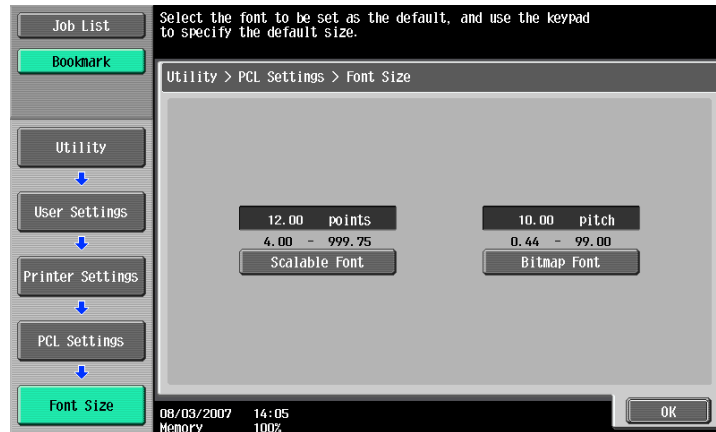 Job List
Bookmark
Select the font to be set as the default, and use the keypad
to specify the default size.
Utility > PCL Settings > Font Size
Utility
User Settings
Printer Settings
PCL Settings
Font Size
12.00 points
4.00 - 999.75
Scalable Font
10.00 pitch
0.44 - 99.00
Bitmap Font
08/03/2007 14:05
Memory 100%
OK